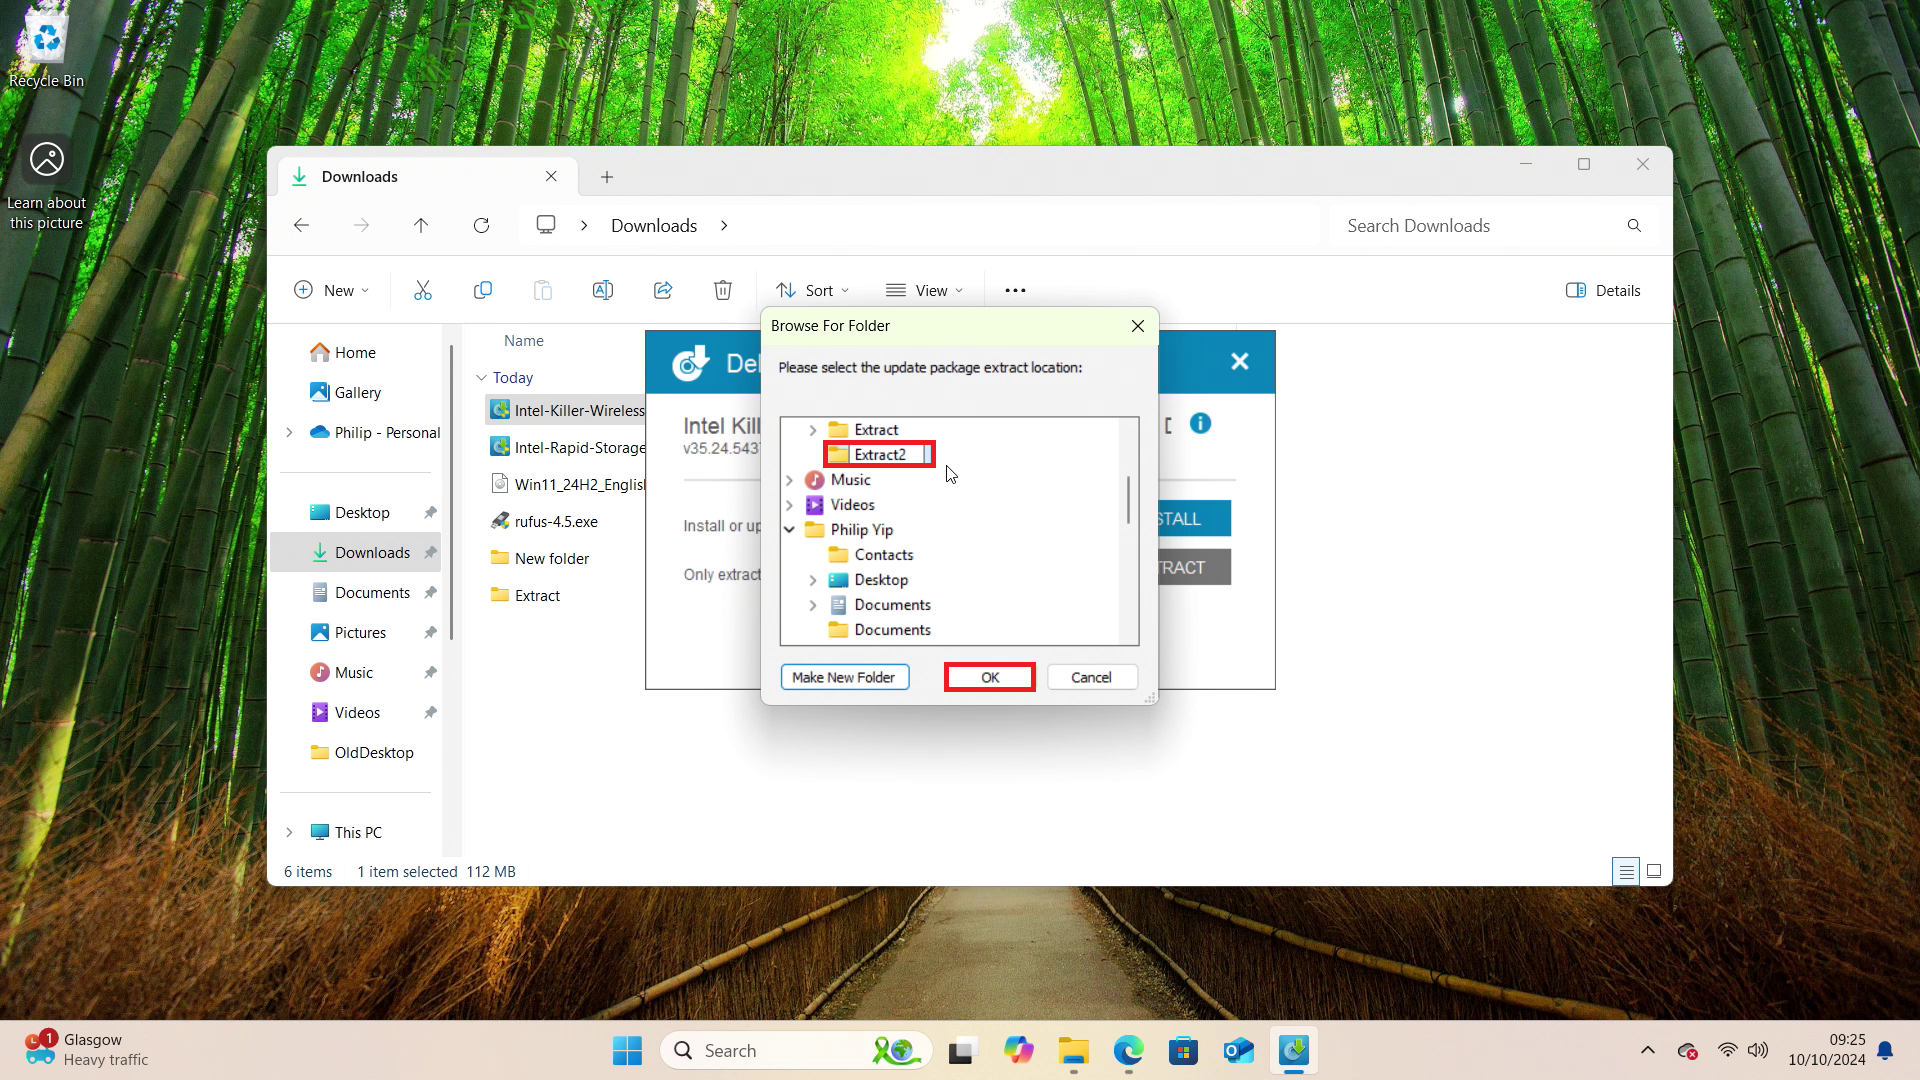 Recycle Bin
Learn about
this picture
Downloads
Downloads
Search Downloads
New
Sort
View
Details
Home
Gallery
Philip - Personal
Desktop
Downloads
Documents
Pictures
Music
Videos
OldDesktop
This PC
Name
Today
Intel-Killer-Wireless
Intel-Rapid-Storage
Win11_24H2_English
rufus-4.5.exe
New folder
Extract
Del
Intel Kill
v35.24.543
Install or up
Only extract
STALL
RACT
Browse For Folder
Please select the update package extract location:
Extract
Extract2
Music
Videos
Philip Yip
Contacts
Desktop
Documents
Documents
Make New Folder
OK
Cancel
6 items
1 item selected 112 MB
1
Glasgow
Heavy traffic
Search
09:25
10/10/2024